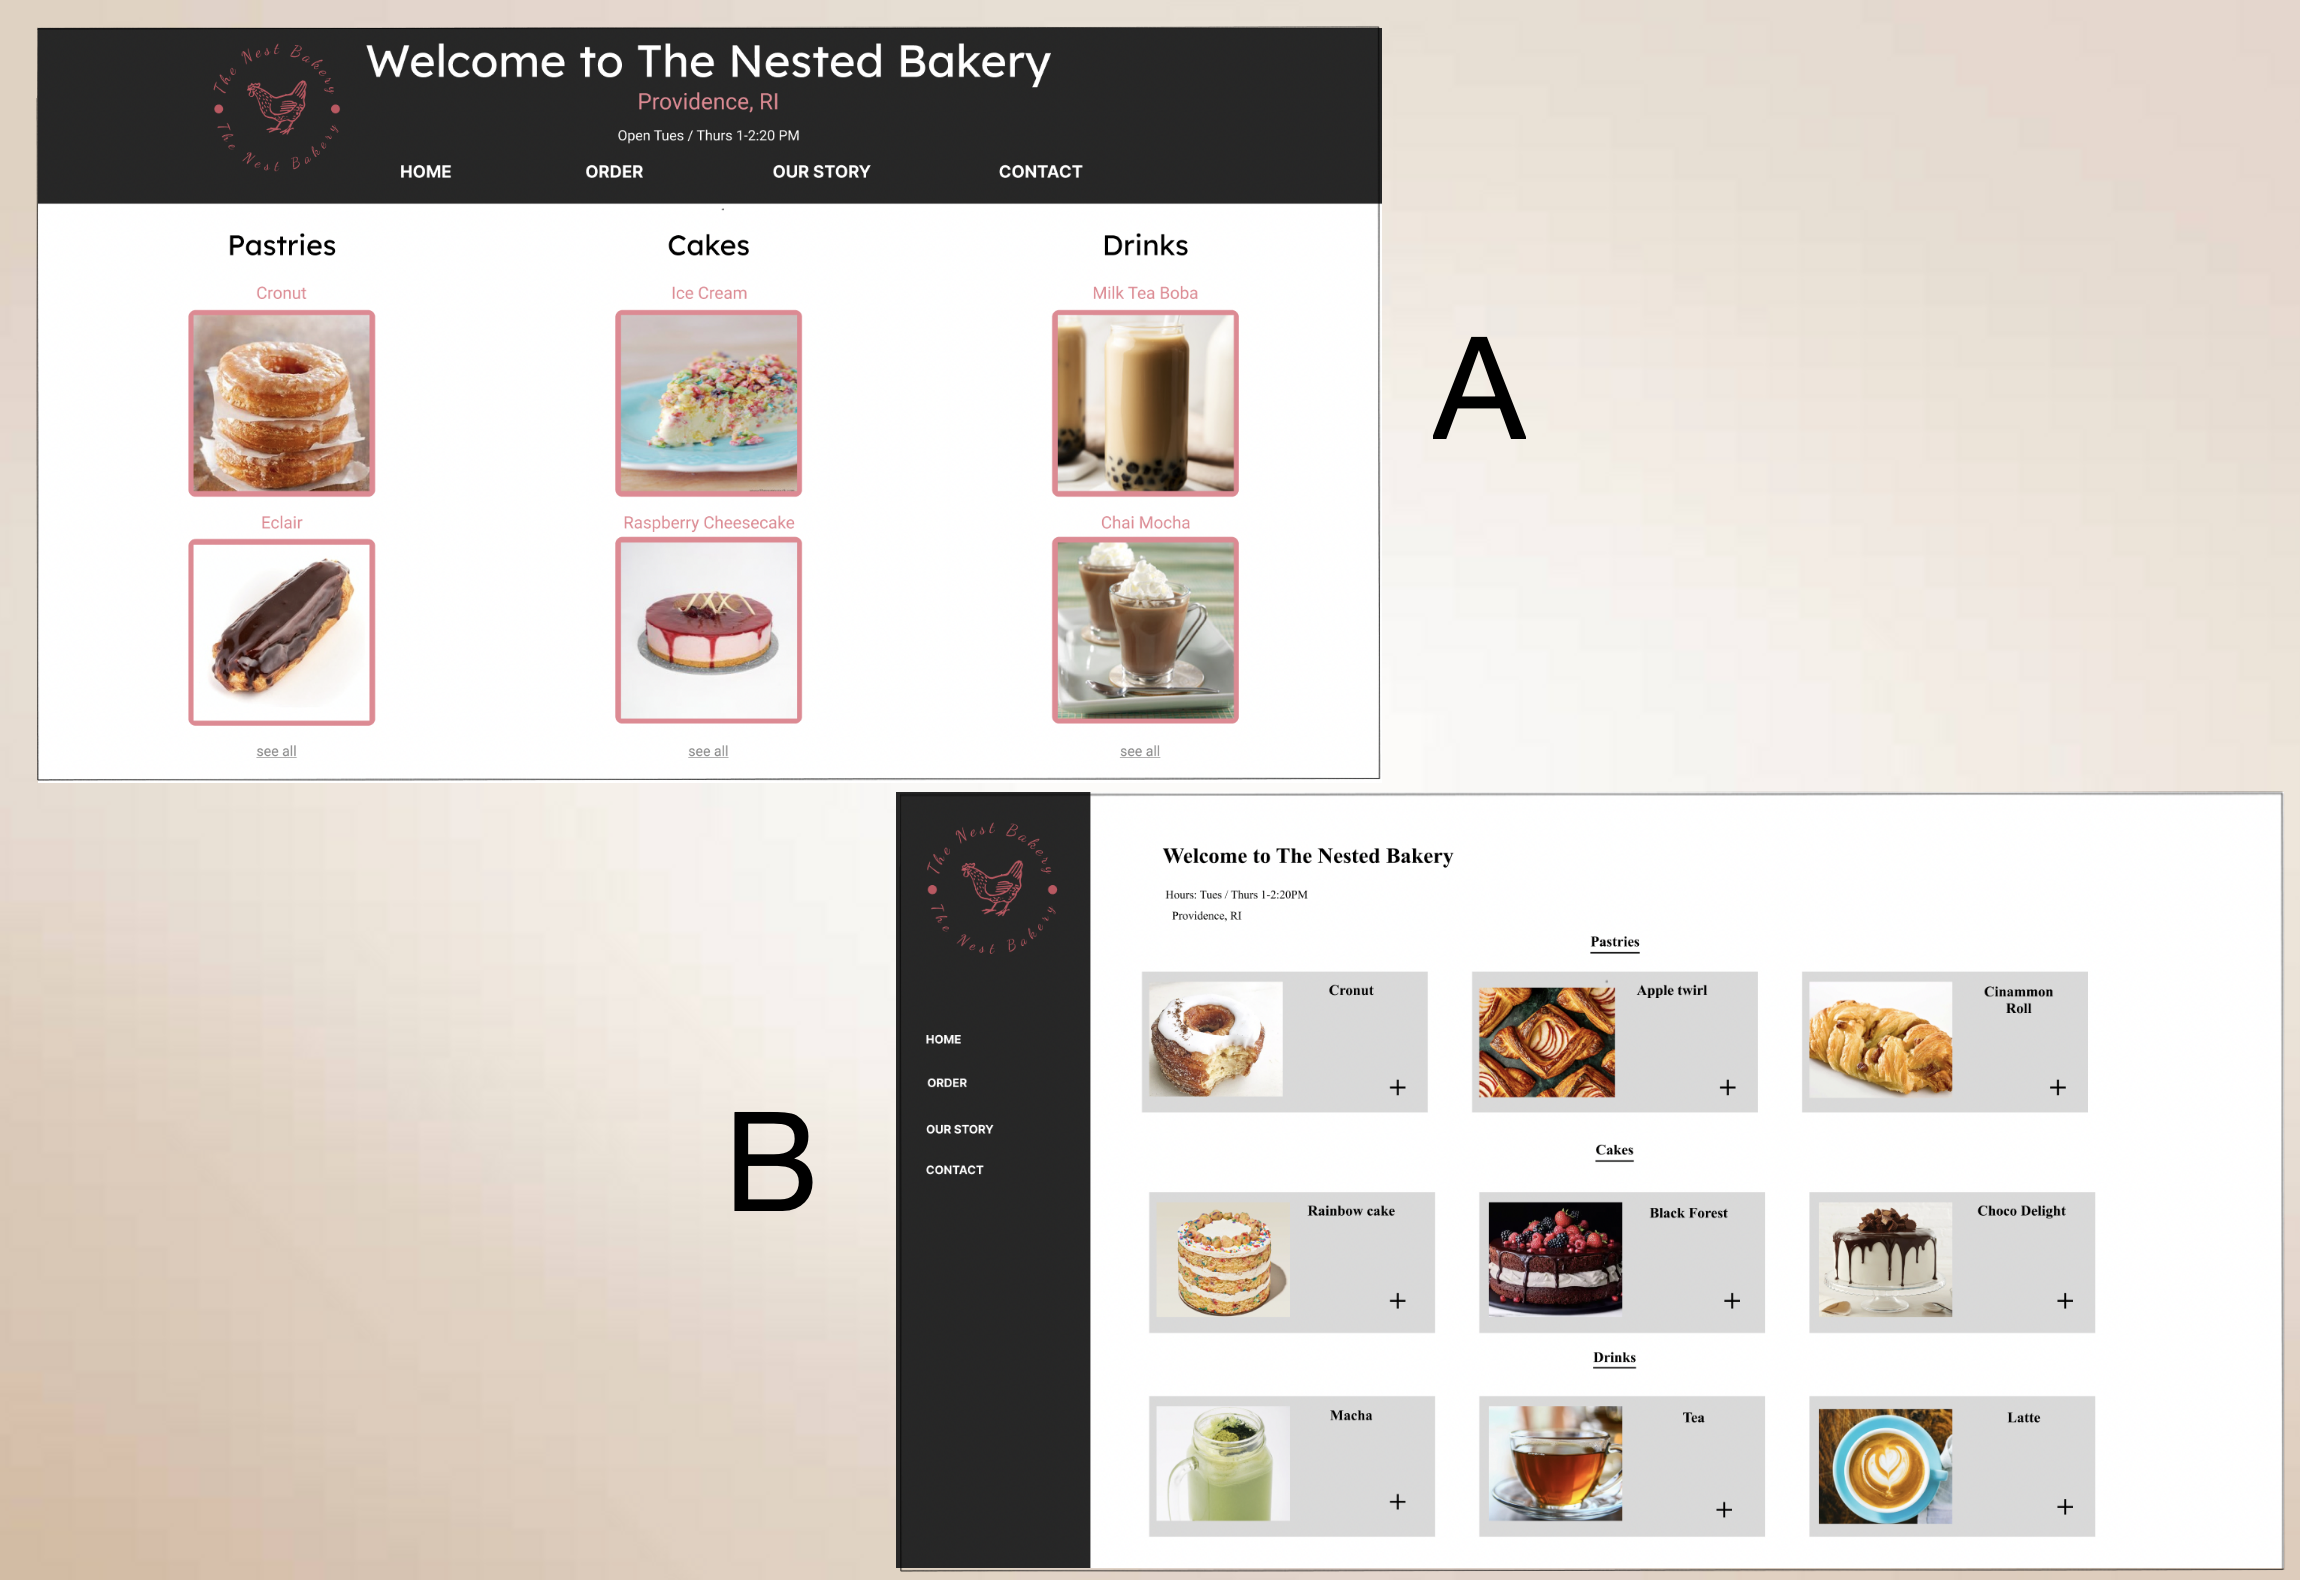 The Nest Bakery
The Nest Bakery
Welcome to The Nested Bakery
Providence, RI
Open Tues / Thurs 1-2:20 PM
HOME ORDER OUR STORY CONTACT
Pastries Cakes Drinks
Cronut Ice Cream Milk Tea Boba
Eclair Raspberry Cheesecake Chai Mocha
see all see all see all
A
B
The Nest Bakery
The Nest Bakery
HOME
ORDER
OUR STORY
CONTACT
Welcome to The Nested Bakery
Hours: Tues / Thurs 1-2:20PM
Providence, RI
Pastries
Cronut
Apple twirl
Cinammon
Roll
+ + +
Cakes
Rainbow cake
Black Forest
Choco Delight
+ + +
Drinks
Macha
Tea
Latte
+ + +